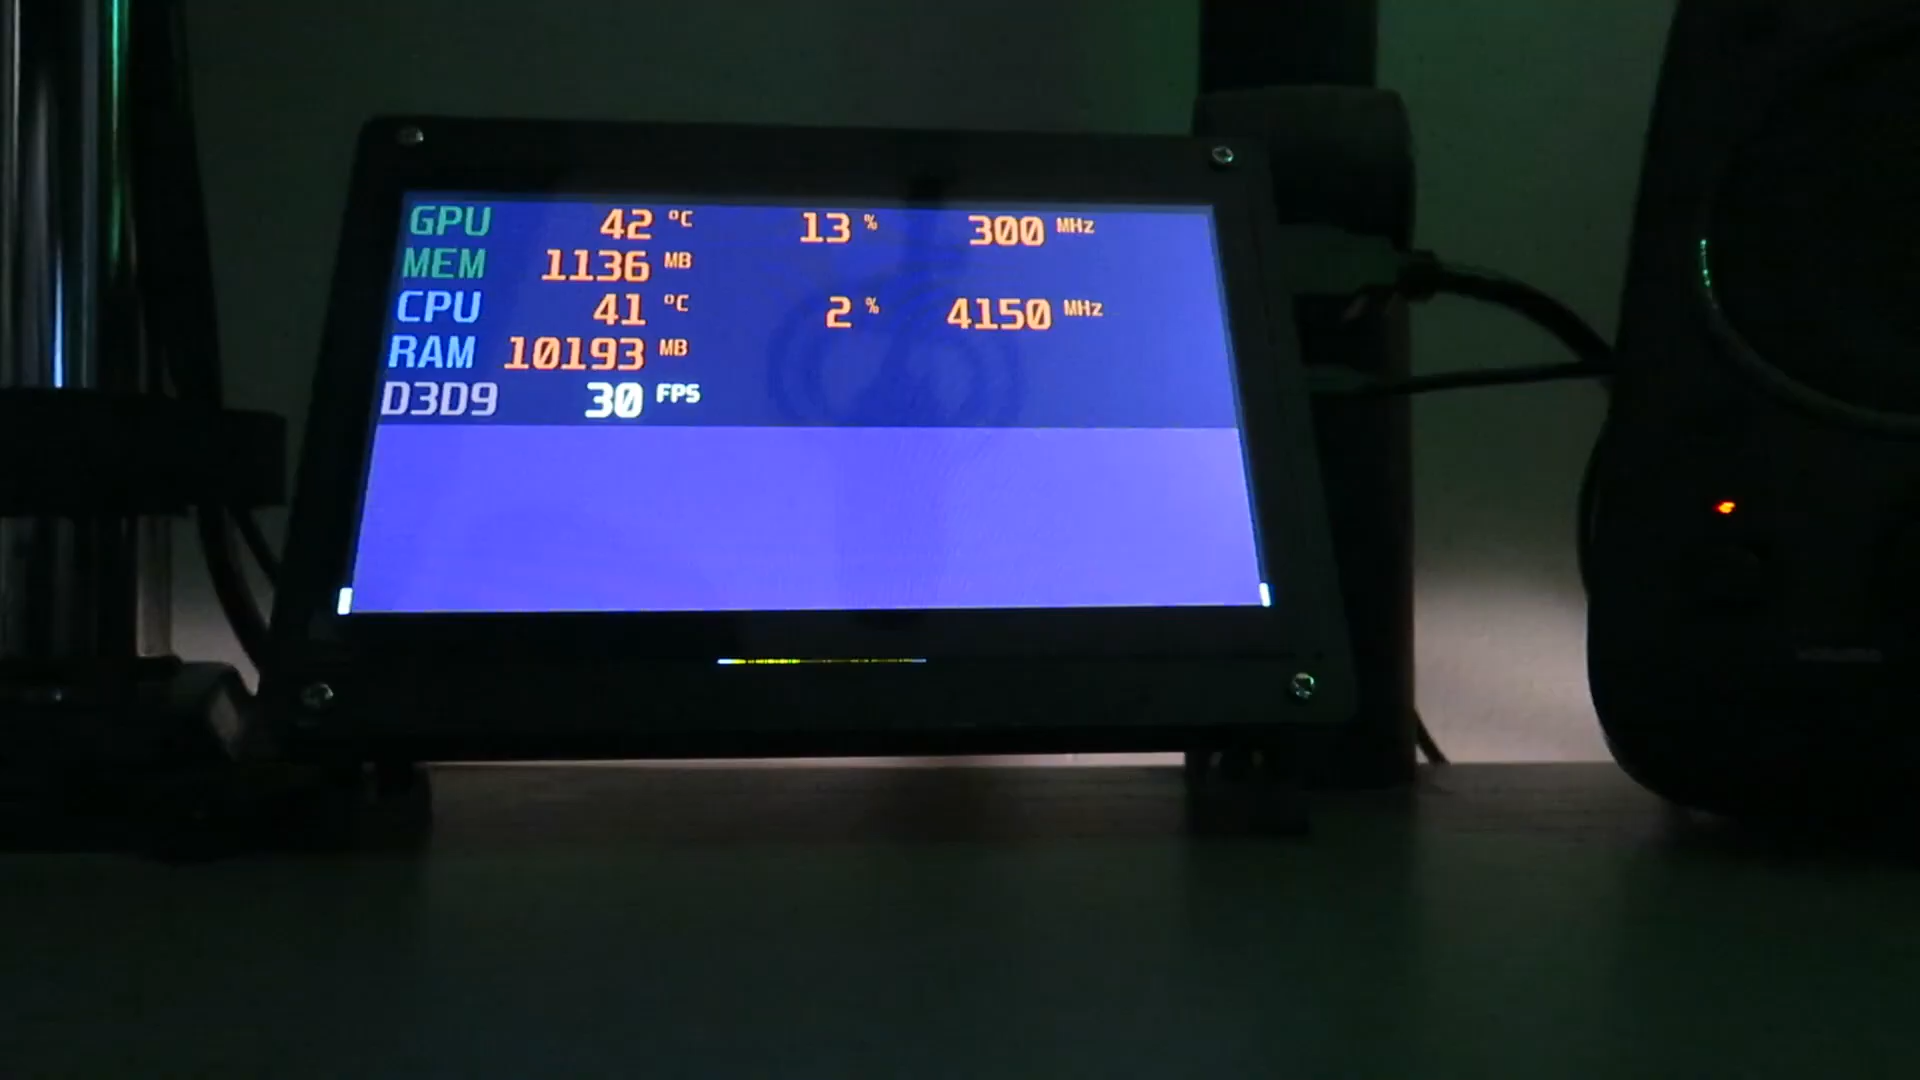 GPU 42 °C 13 % 300 MHz
MEM 1136 MB
CPU 41 °C 2 % 4150 MHz
RAM 10193 MB
D3D9 30 FPS